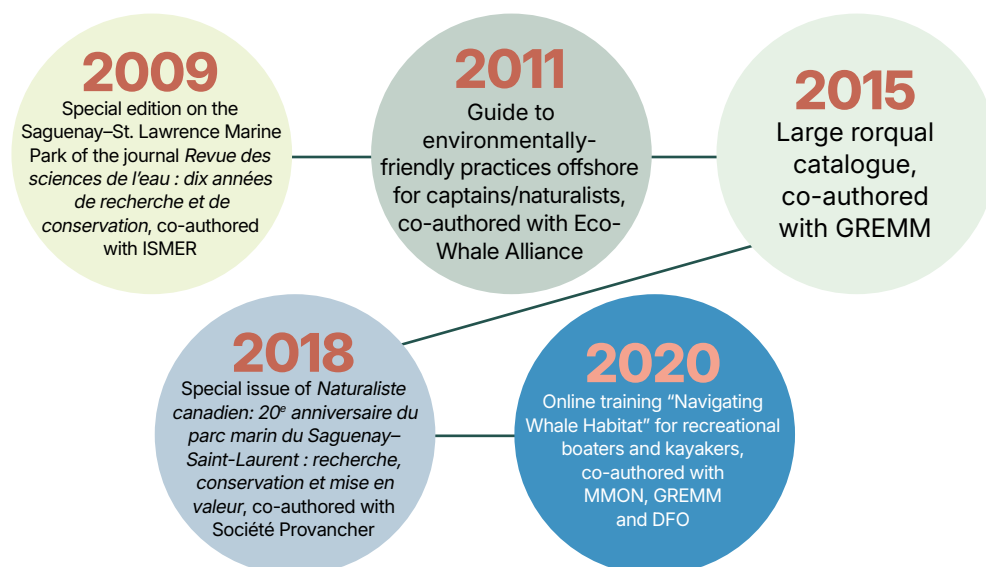 2009
Special edition on the
Saguenay–St. Lawrence Marine
Park of the journal Revue des
sciences de l'eau : dix années
de recherche et de
conservation, co-authored
with ISMER
2011
Guide to
environmentally-
friendly practices offshore
for captains/naturalists,
co-authored with Eco-
Whale Alliance
2015
Large rorqual
catalogue,
co-authored
with GREMM
2018
Special issue of Naturaliste
canadien: 20e anniversaire du
parc marin du Saguenay–
Saint-Laurent : recherche,
conservation et mise en
valeur, co-authored with
Société Provancher
2020
Online training “Navigating
Whale Habitat” for recreational
boaters and kayakers,
co-authored with
MMON, GREMM
and DFO